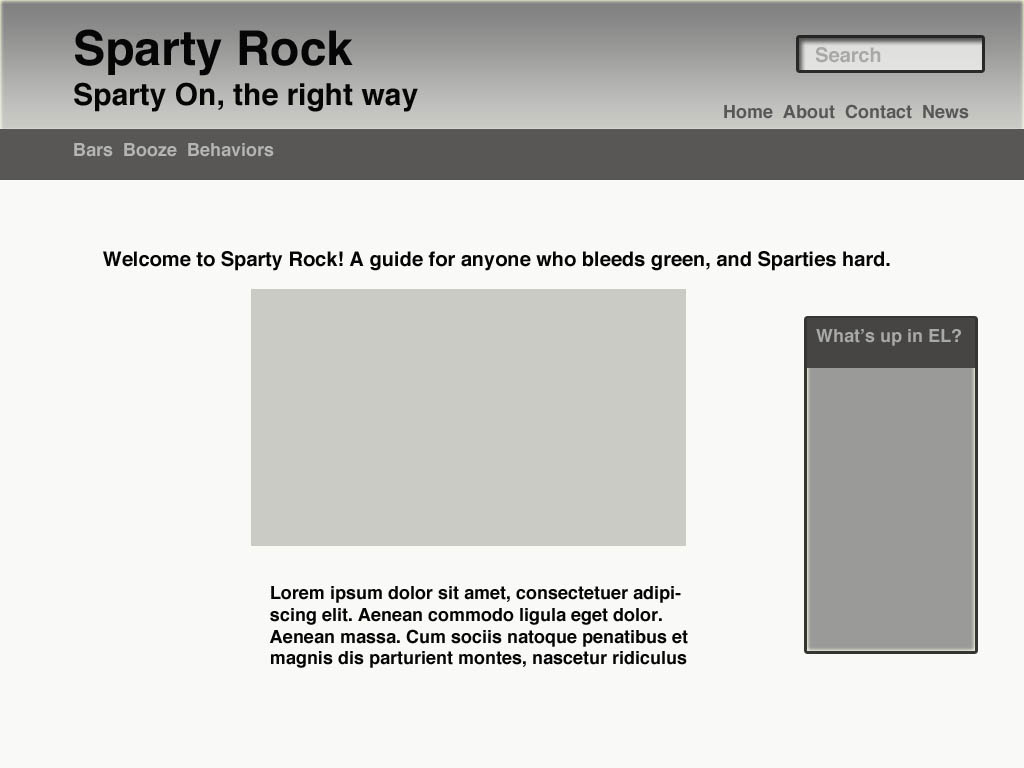 Sparty Rock
Search
Sparty On, the right way
Home About Contact News
Bars Booze Behaviors
Welcome to Sparty Rock! A guide for anyone who bleeds green, and Sparties hard.
What’s up in EL?
Lorem ipsum dolor sit amet, consectetuer adipi-
scing elit. Aenean commodo ligula eget dolor.
Aenean massa. Cum sociis natoque penatibus et
magnis dis parturient montes, nascetur ridiculus